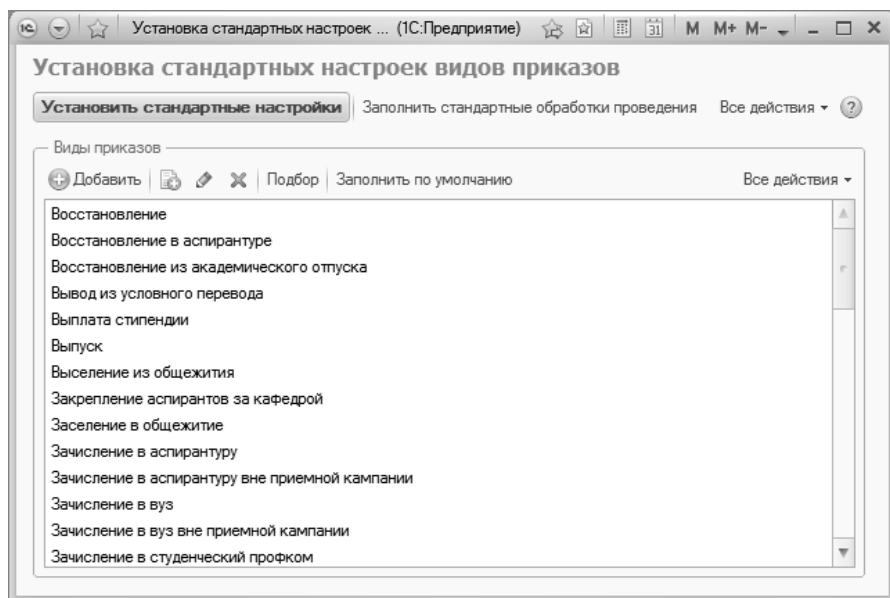 1С Установка стандартных настроек ... (1С:Предприятие) 31 M M+ M-
Установка стандартных настроек видов приказов
Установить стандартные настройки Заполнить стандартные обработки проведения Все действия ?
Виды приказов
Добавить Подбор Заполнить по умолчанию Все действия
Восстановление
Восстановление в аспирантуре
Восстановление из академического отпуска
Вывод из условного перевода
Выплата стипендии
Выпуск
Выселение из общежития
Закрепление аспирантов за кафедрой
Заселение в общежитие
Зачисление в аспирантуру
Зачисление в аспирантуру вне приемной кампании
Зачисление в вуз
Зачисление в вуз вне приемной кампании
Зачисление в студенческий профком